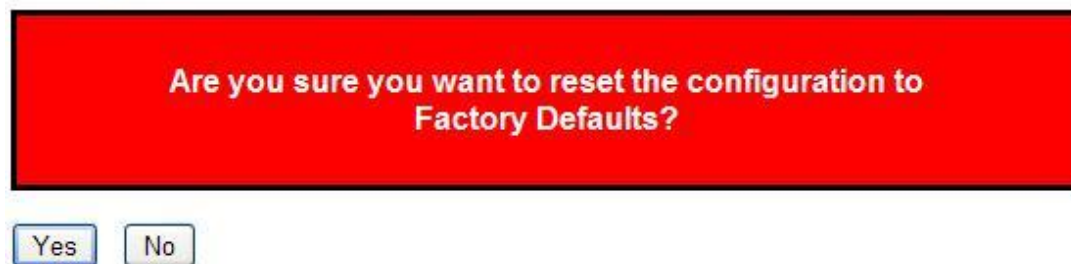 Are you sure you want to reset the configuration to
Factory Defaults?
Yes No